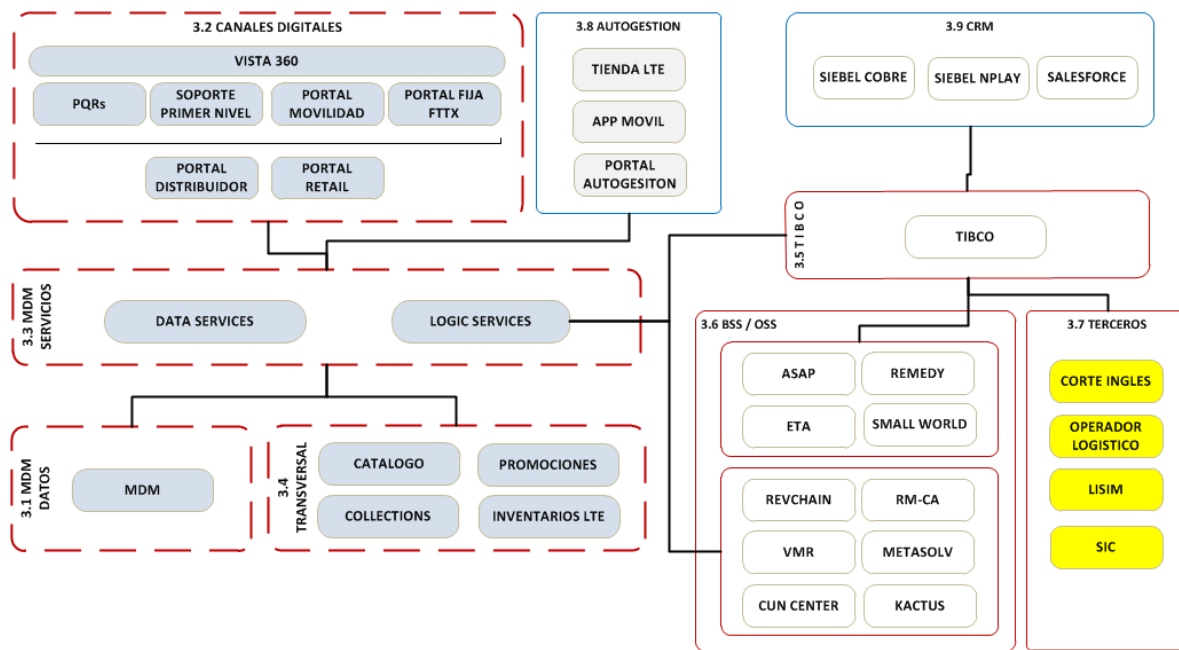 3.2 CANALES DIGITALES
VISTA 360
PQRs
SOPORTE
PRIMER NIVEL
PORTAL
MOVILIDAD
PORTAL FIJA
FTTX
PORTAL
DISTRIBUIDOR
PORTAL
RETAIL
3.8 AUTOGESTION
TIENDA LTE
APP MOVIL
PORTAL
AUTOGESITON
3.9 CRM
SIEBEL COBRE
SIEBEL NPLAY
SALESFORCE
3.5 T I B C O
TIBCO
3.3 MDM
SERVICIOS
DATA SERVICES
LOGIC SERVICES
3.1 MDM
DATOS
MDM
3.4
TRANSVERSAL
CATALOGO
PROMOCIONES
COLLECTIONS
INVENTARIOS LTE
3.6 BSS / OSS
ASAP
REMEDY
ETA
SMALL WORLD
REVCHAIN
RM-CA
VMR
METASOLV
CUN CENTER
KACTUS
3.7 TERCEROS
CORTE INGLES
OPERADOR
LOGISTICO
LISIM
SIC